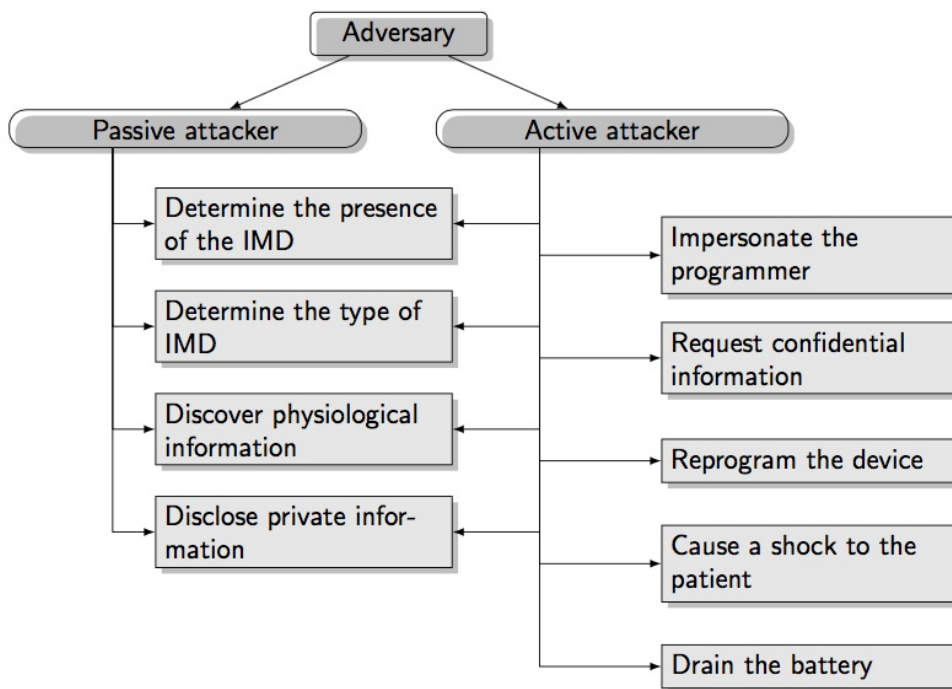 Adversary
Passive attacker
Active attacker
Determine the presence
of the IMD
Determine the type of
IMD
Discover physiological
information
Disclose private infor-
mation
Impersonate the
programmer
Request confidential
information
Reprogram the device
Cause a shock to the
patient
Drain the battery